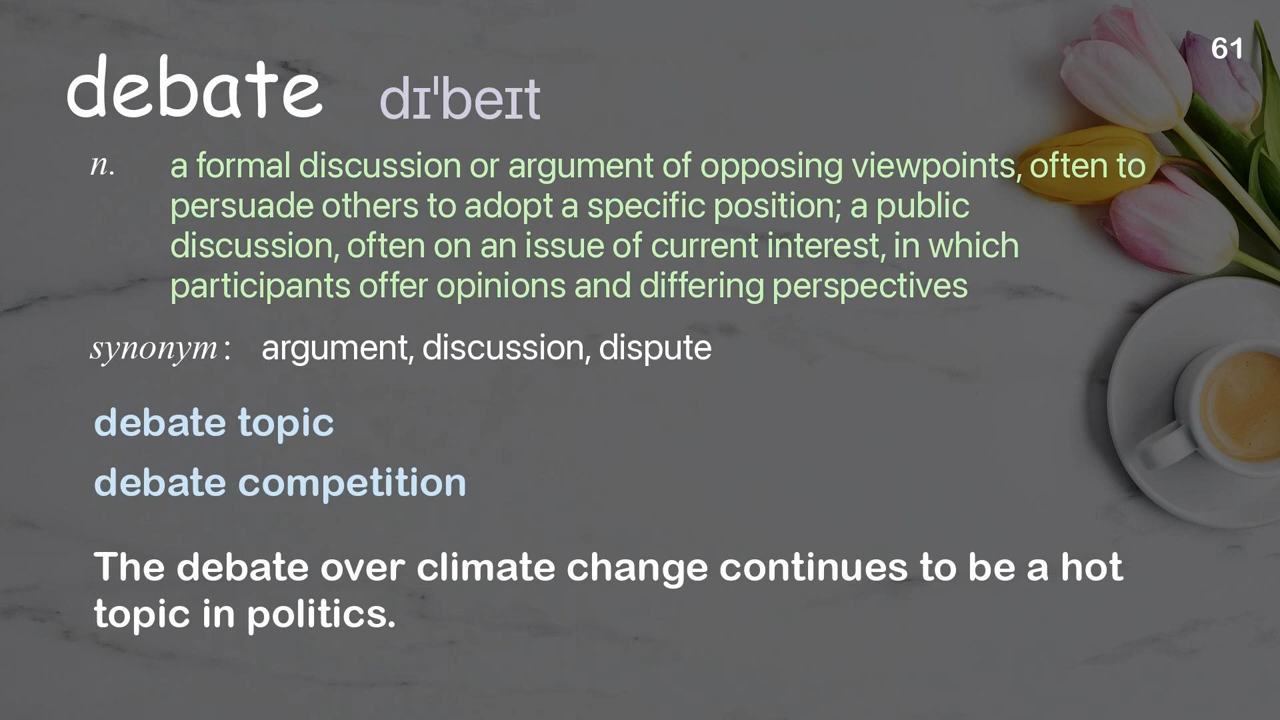 61
debate dɪˈbeɪt
n. a formal discussion or argument of opposing viewpoints, often to
persuade others to adopt a specific position; a public
discussion, often on an issue of current interest, in which
participants offer opinions and differing perspectives
synonym: argument, discussion, dispute
debate topic
debate competition
The debate over climate change continues to be a hot
topic in politics.